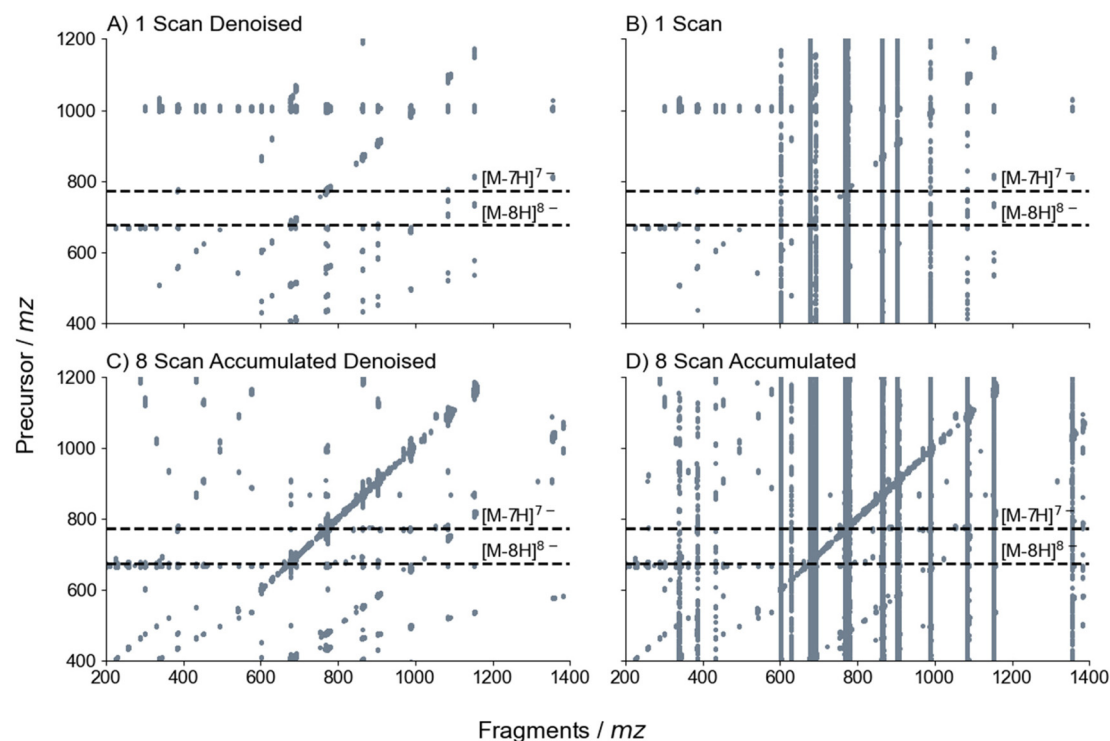 A) 1 Scan Denoised
B) 1 Scan
1200
1000
800
600
400
[M-7H]⁷⁻
[M-8H]⁸⁻
[M-7H]⁷⁻
[M-8H]⁸⁻
C) 8 Scan Accumulated Denoised
D) 8 Scan Accumulated
1200
1000
800
600
400
[M-7H]⁷⁻
[M-8H]⁸⁻
[M-7H]⁷⁻
[M-8H]⁸⁻
200 400 600 800 1000 1200 1400
200 400 600 800 1000 1200 1400
Precursor / mz
Fragments / mz